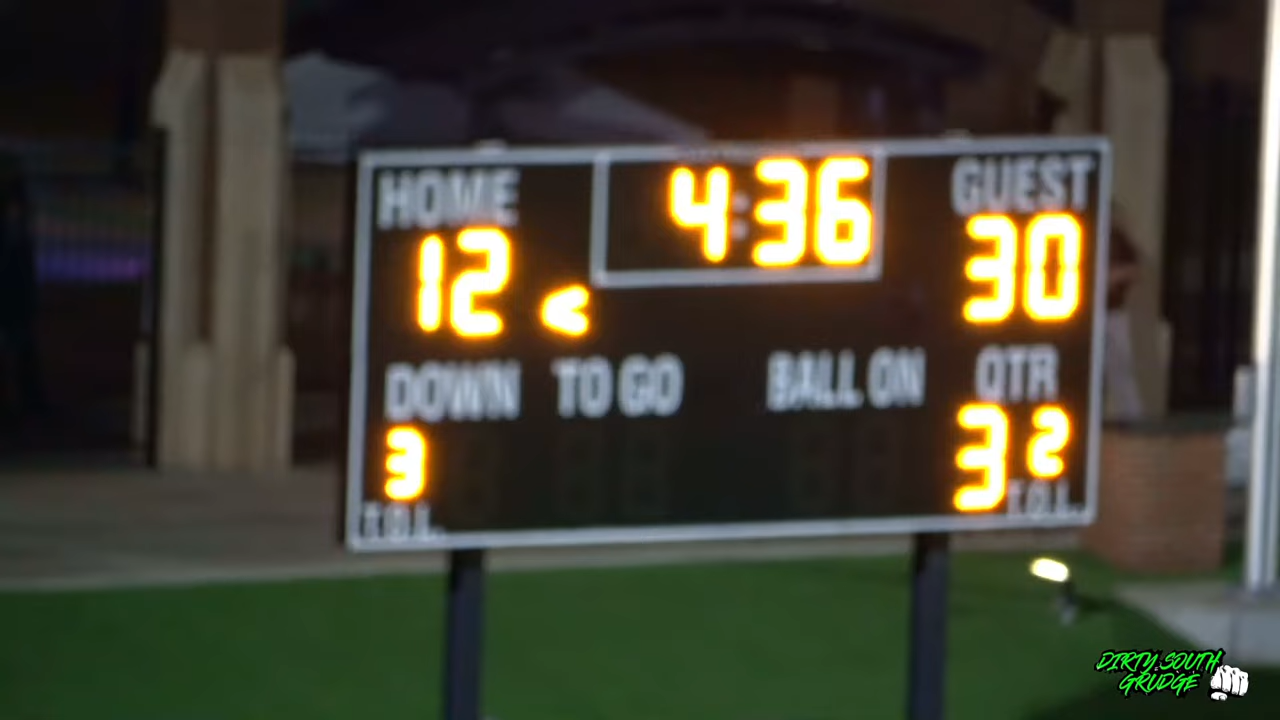 HOME 4:36 GUEST
12 < 30
DOWN TO GO BALL ON QTR
3 3 2
T.O.L. T.O.L.
DIRTY SOUTH
GRUDGE